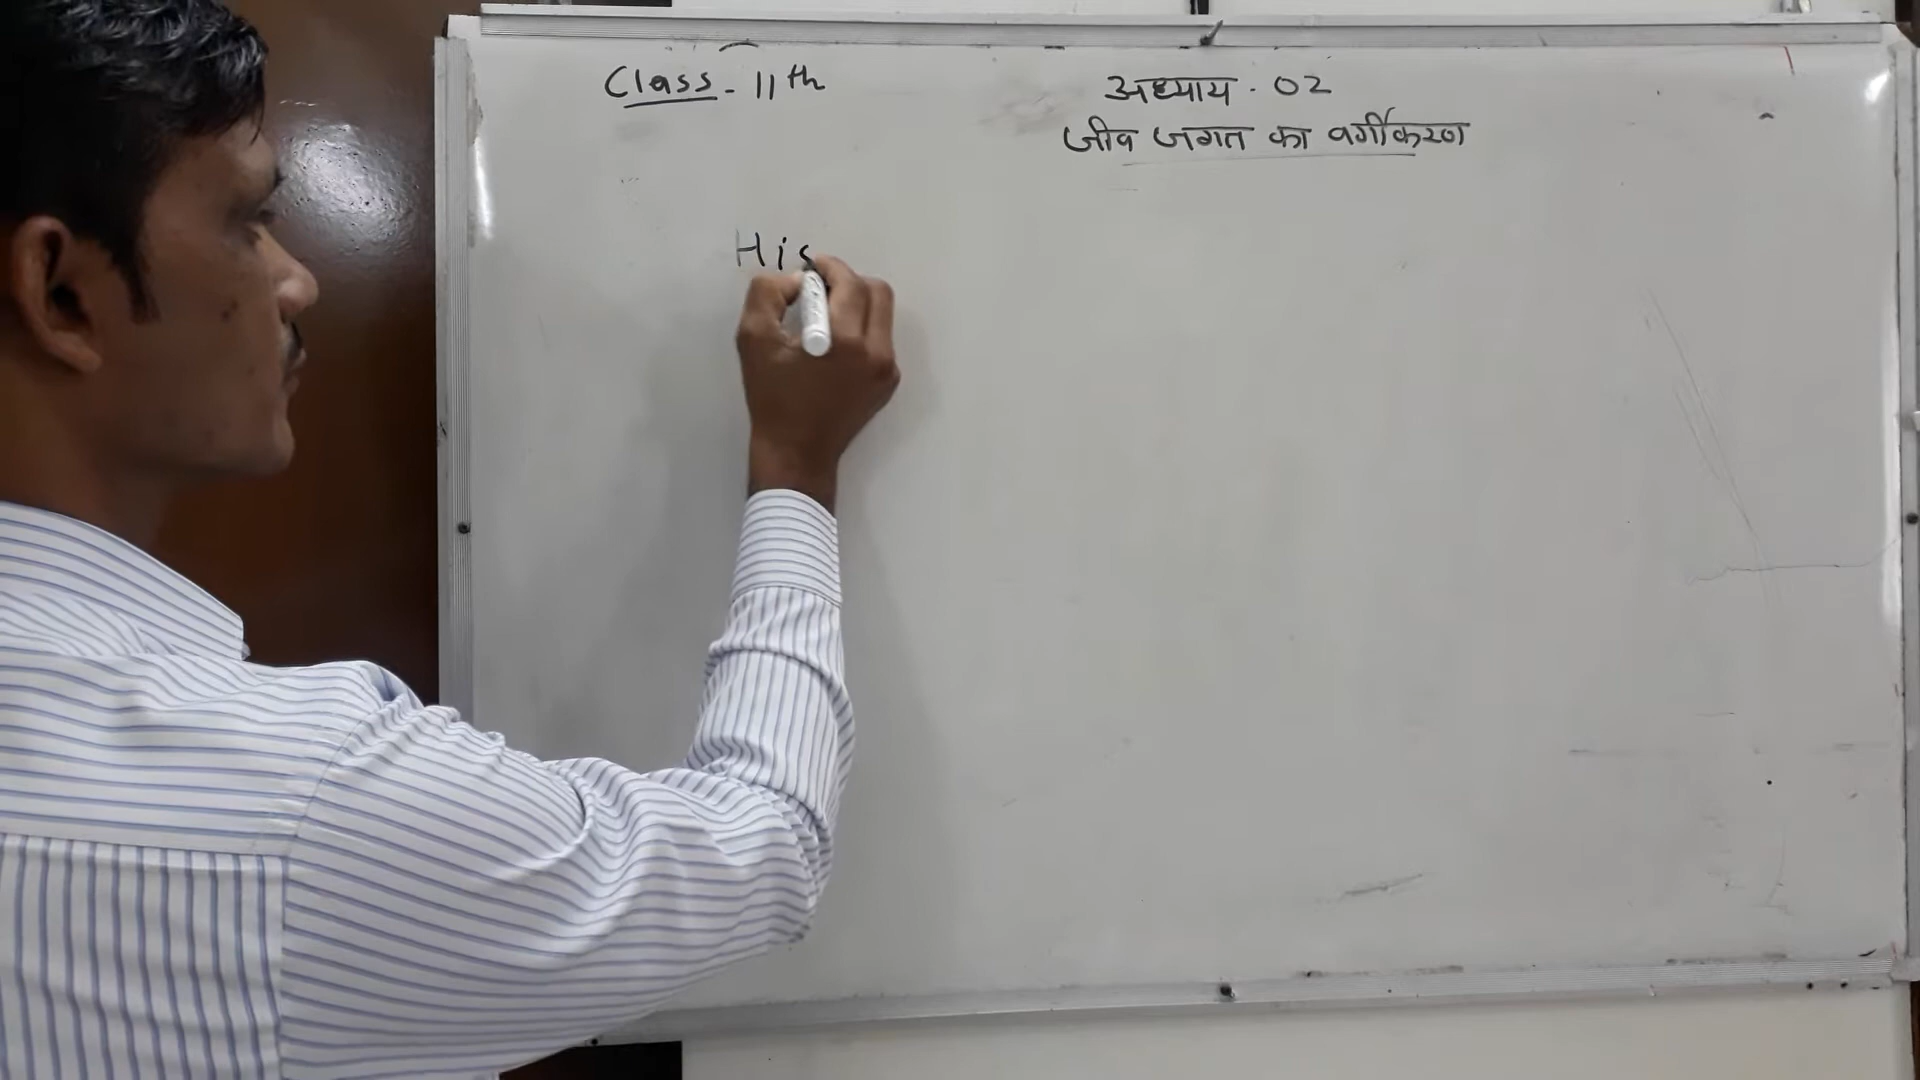 Class - 11th
अध्याय - 02
जीव जगत का वर्गीकरण
His